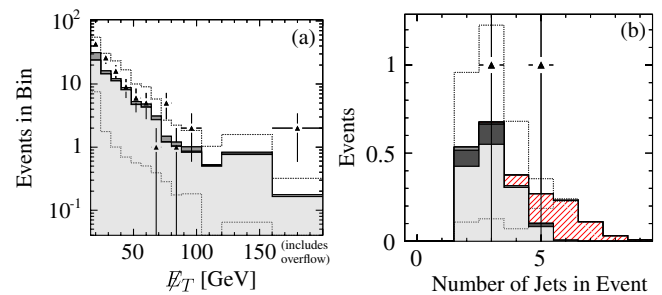 (a)
Events in Bin
10²
10
1
10⁻¹
50
100
150
(includes
overflow)
E̸_T [GeV]
(b)
Events
1
0.5
0
0
5
Number of Jets in Event